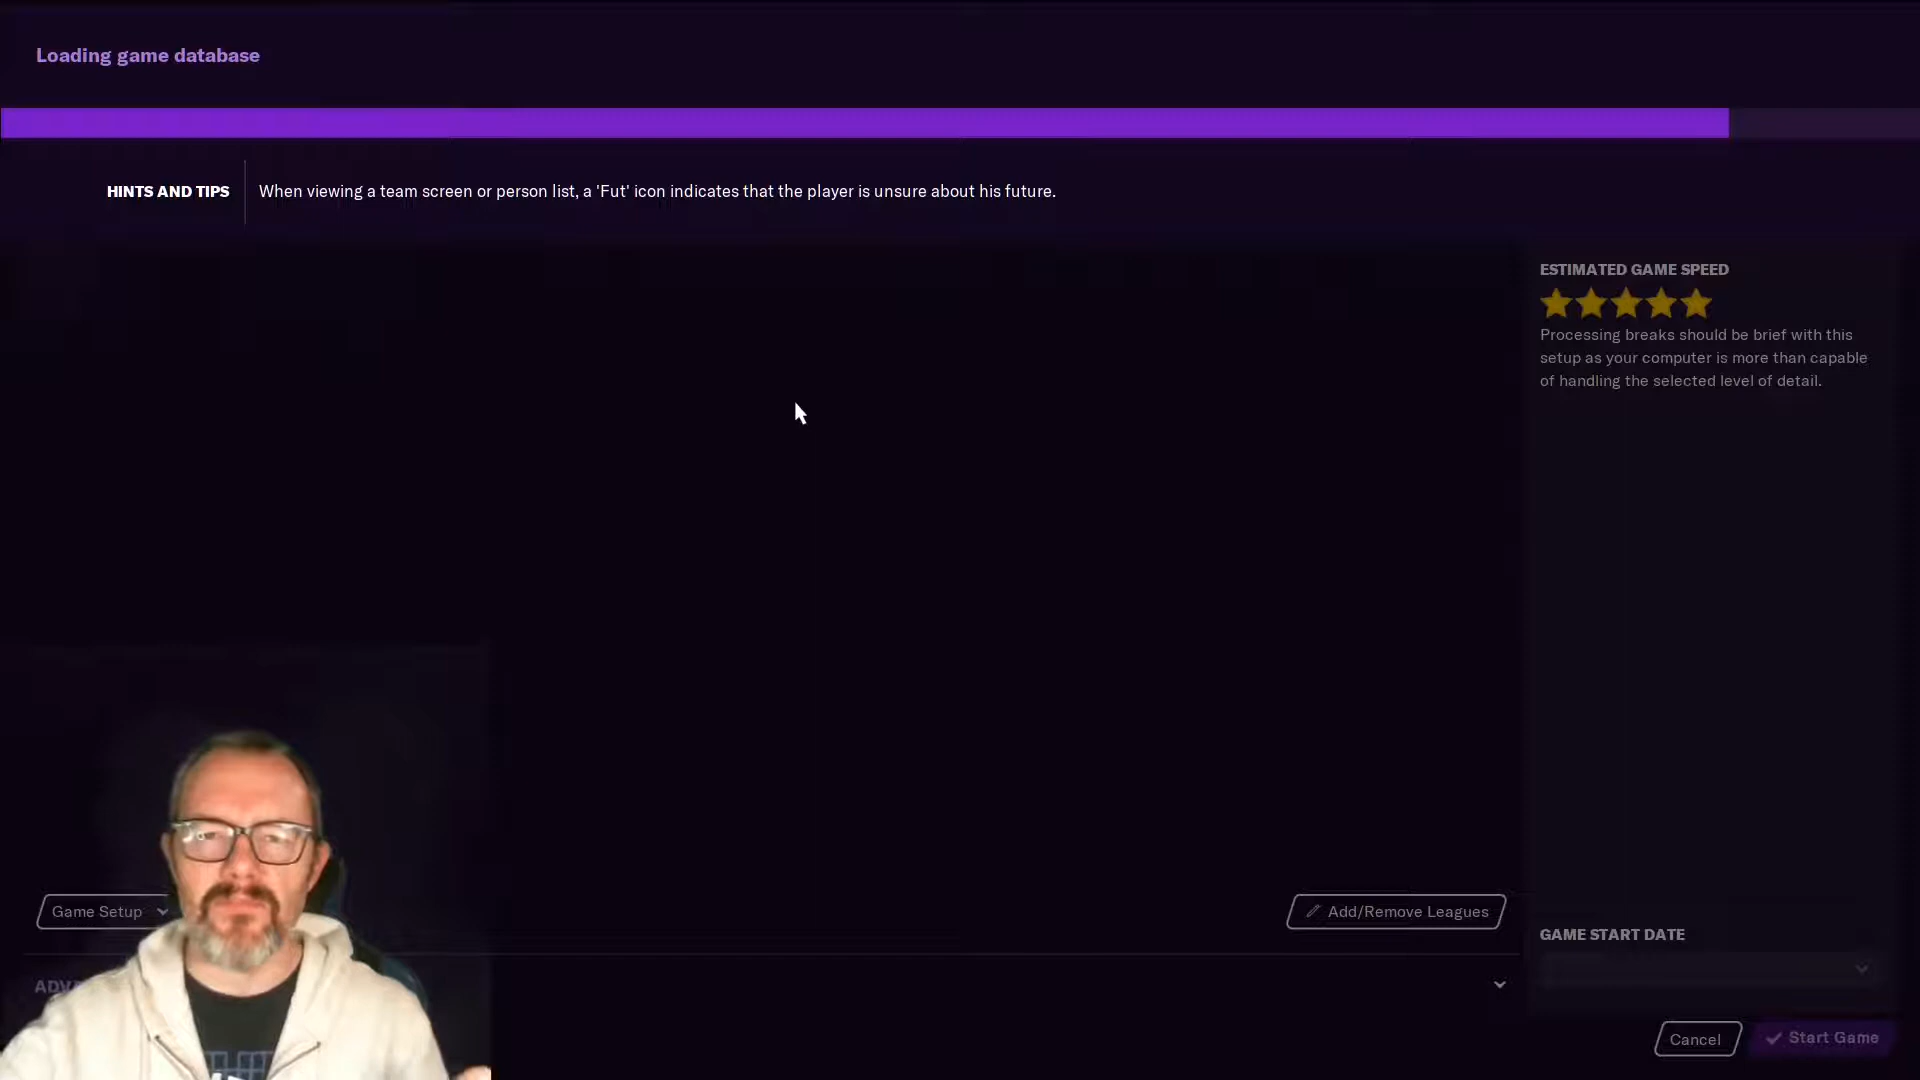 Loading game database
HINTS AND TIPS
When viewing a team screen or person list, a 'Fut' icon indicates that the player is unsure about his future.
ESTIMATED GAME SPEED
Processing breaks should be brief with this
setup as your computer is more than capable
of handling the selected level of detail.
Game Setup
Add/Remove Leagues
GAME START DATE
Cancel
Start Game